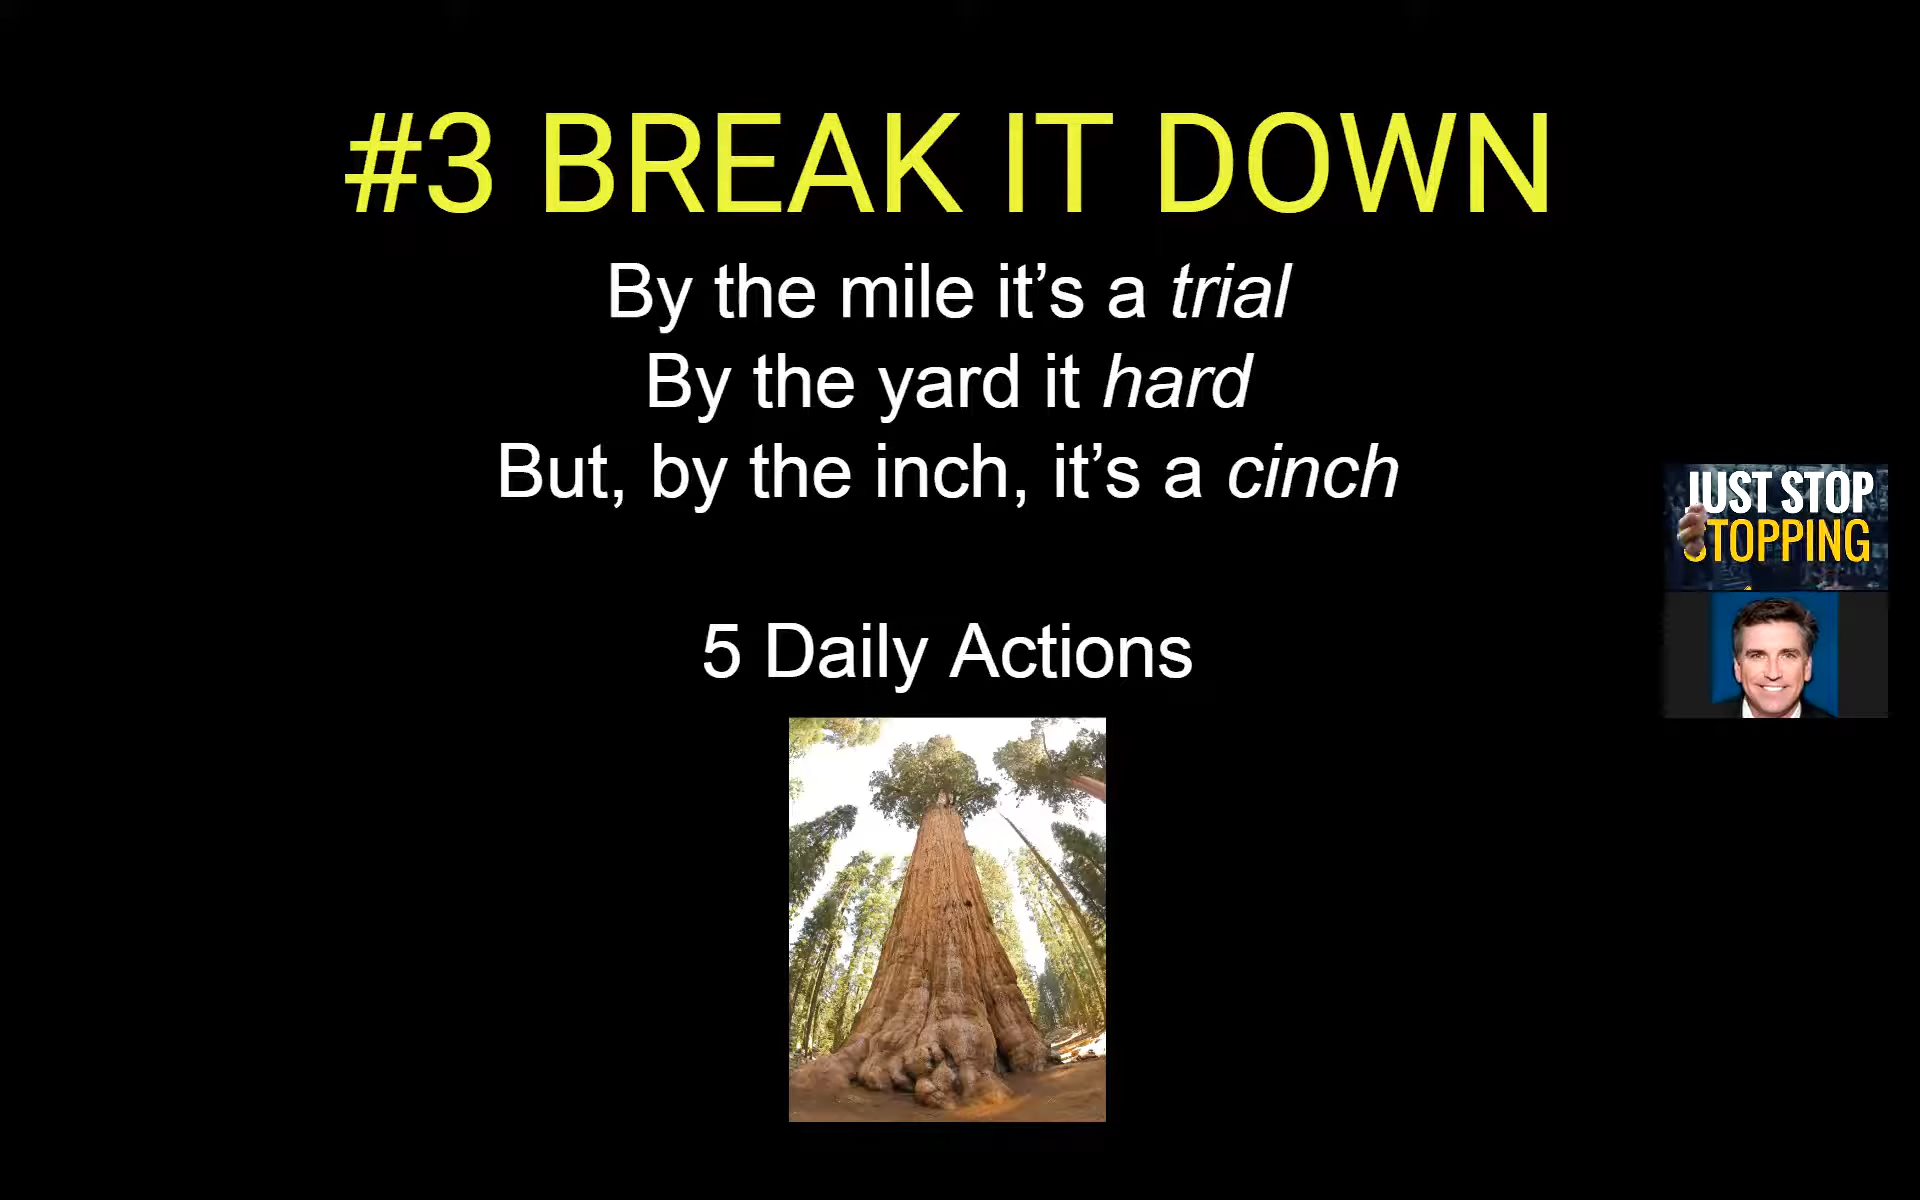 #3 BREAK IT DOWN
By the mile it’s a trial
By the yard it hard
But, by the inch, it’s a cinch
5 Daily Actions
JUST STOP
STOPPING